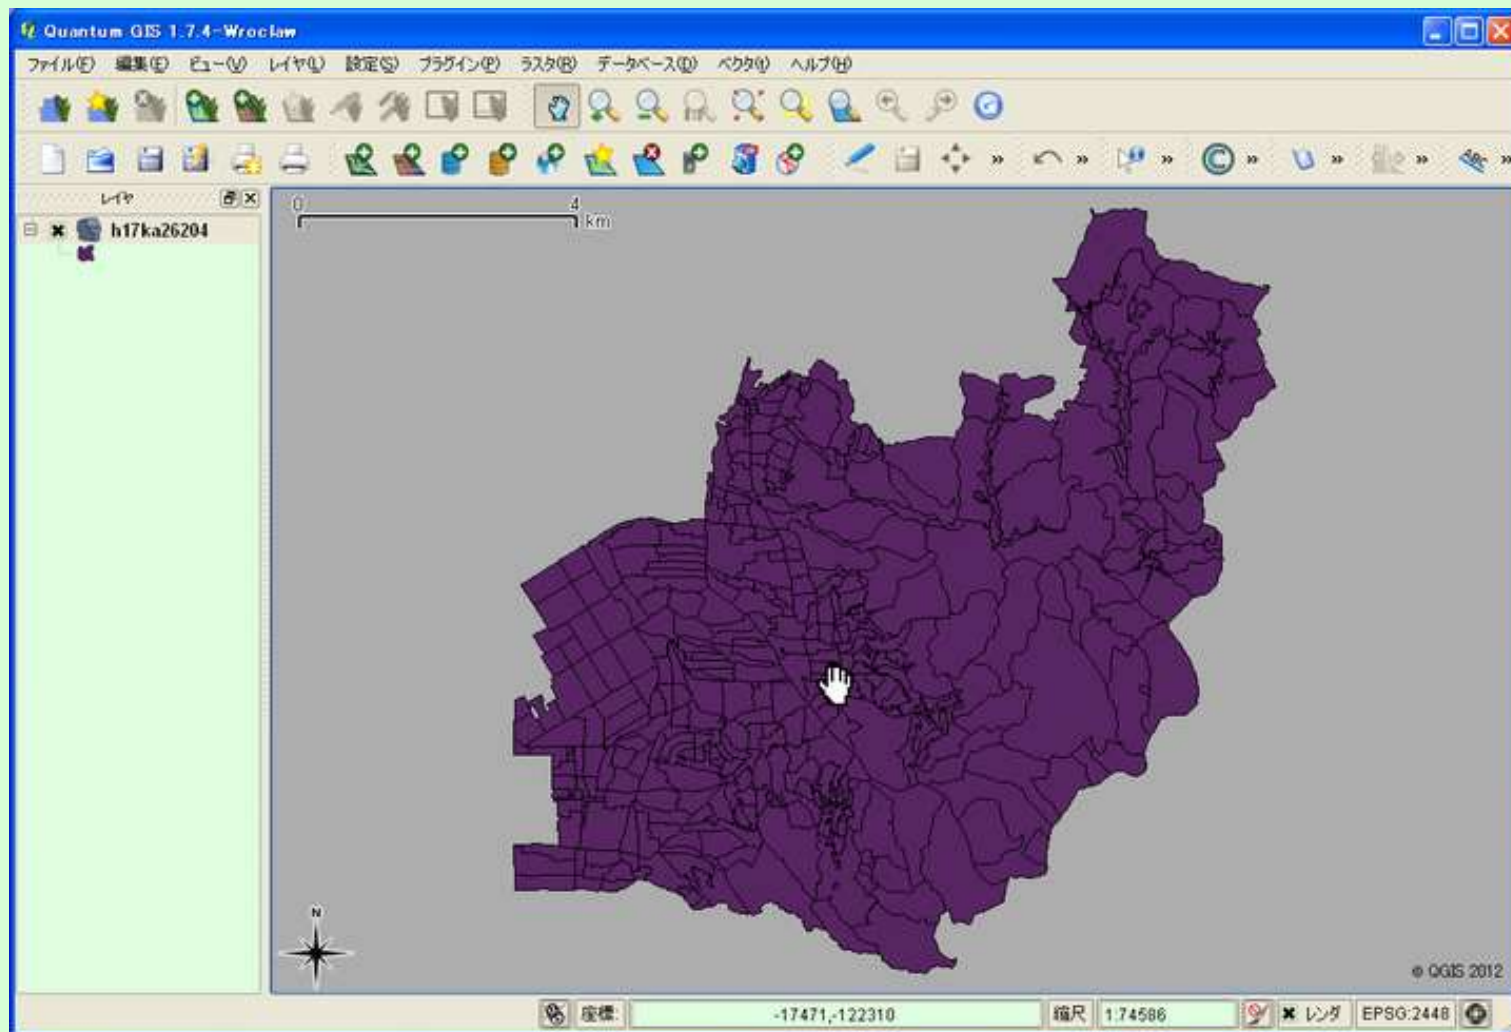 Quantum GIS 1.7.4-Wroclaw
ファイル(F) 編集(E) ビュー(V) レイヤ(L) 設定(S) プラグイン(P) ラスタ(R) データベース(D) ベクタ(t) ヘルプ(H)
レイヤ
h17ka26204
0 4
km
N
© QGIS 2012
座標: -17471,-122310 縮尺 1:74586 レンダ EPSG:2448